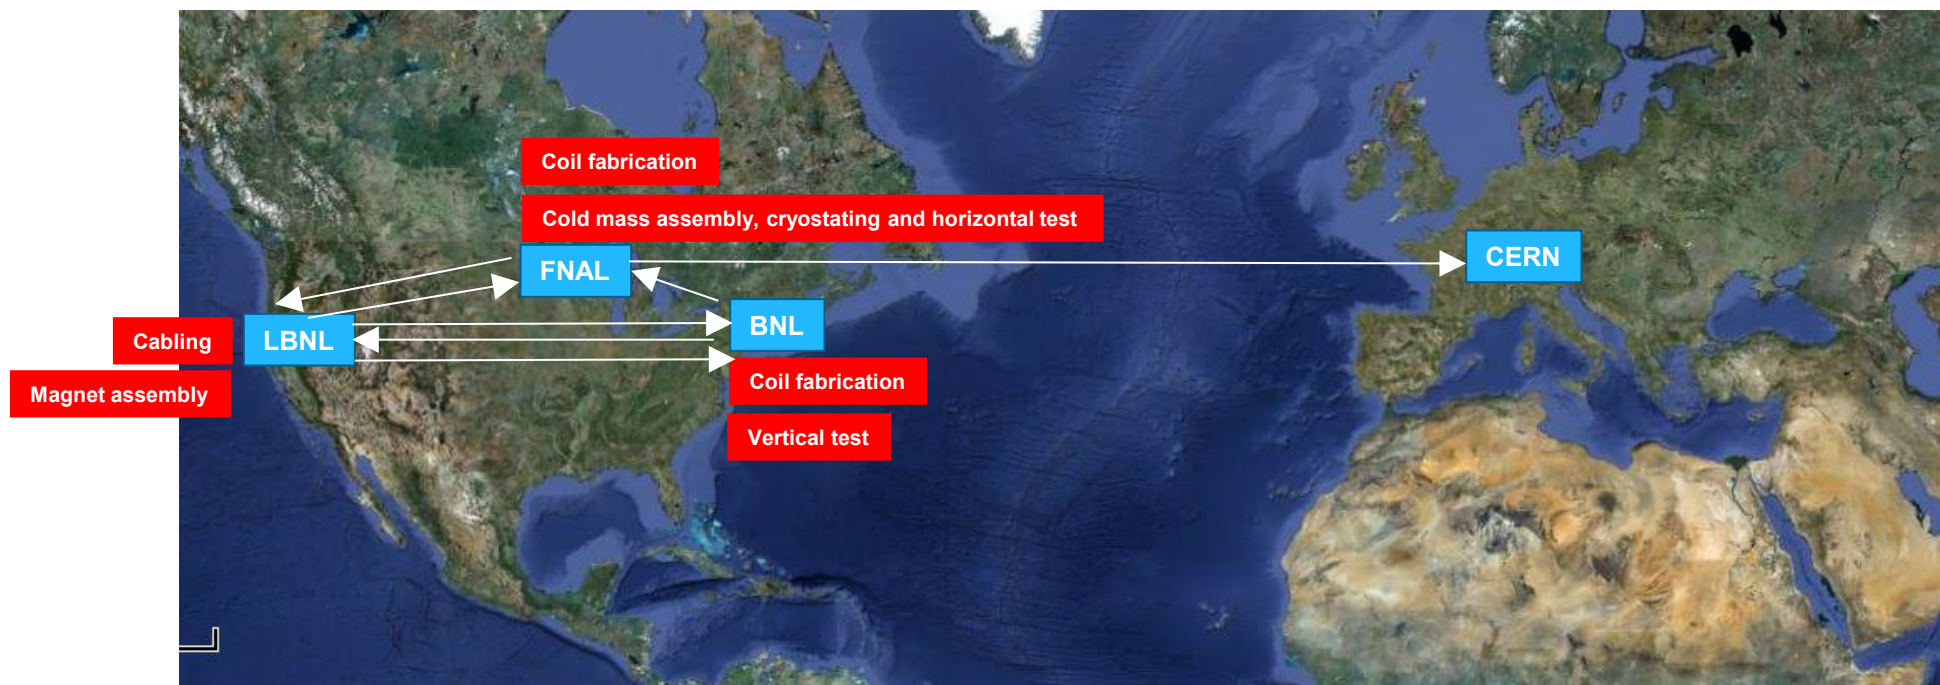 Coil fabrication
Cold mass assembly, cryostating and horizontal test
FNAL
CERN
BNL
Cabling
LBNL
Magnet assembly
Coil fabrication
Vertical test